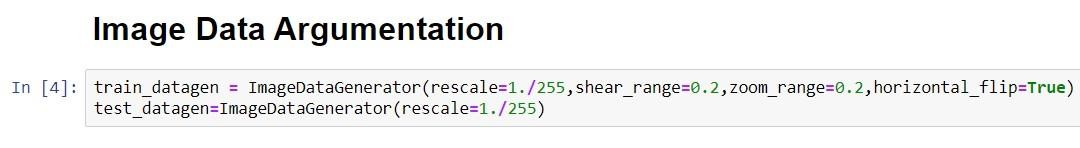 Image Data Argumentation
In [4]: train_datagen = ImageDataGenerator(rescale=1./255,shear_range=0.2,zoom_range=0.2,horizontal_flip=True)
test_datagen=ImageDataGenerator(rescale=1./255)